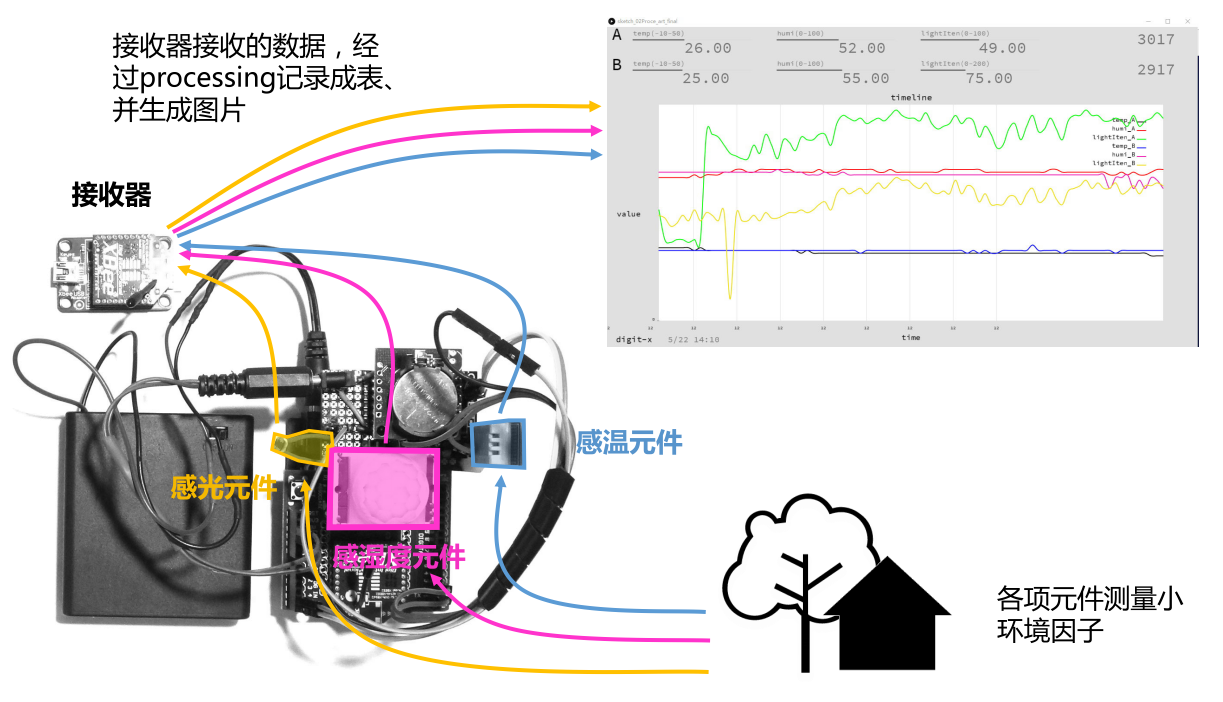 接收器接收的数据，经
过processing记录成表、
并生成图片
接收器
sketch_02Proce_art_final
A temp(-10-50) humi(0-100) lightIten(0-100)
26.00 52.00 49.00 3017
B temp(-10-50) humi(0-100) lightIten(0-200)
25.00 55.00 75.00 2917
timeline
temp_A
humi_A
lightIten_A
temp_B
humi_B
lightIten_B
value
time
digit-x 5/22 14:10
感温元件
感光元件
感湿度元件
各项元件测量小
环境因子